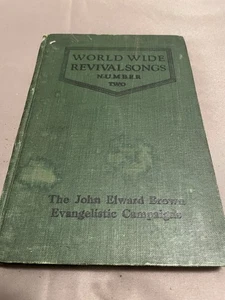 WORLD WIDE
REVIVAL SONGS
NUMBER
TWO
The John Elward Brown
Evangelistic Campaigns